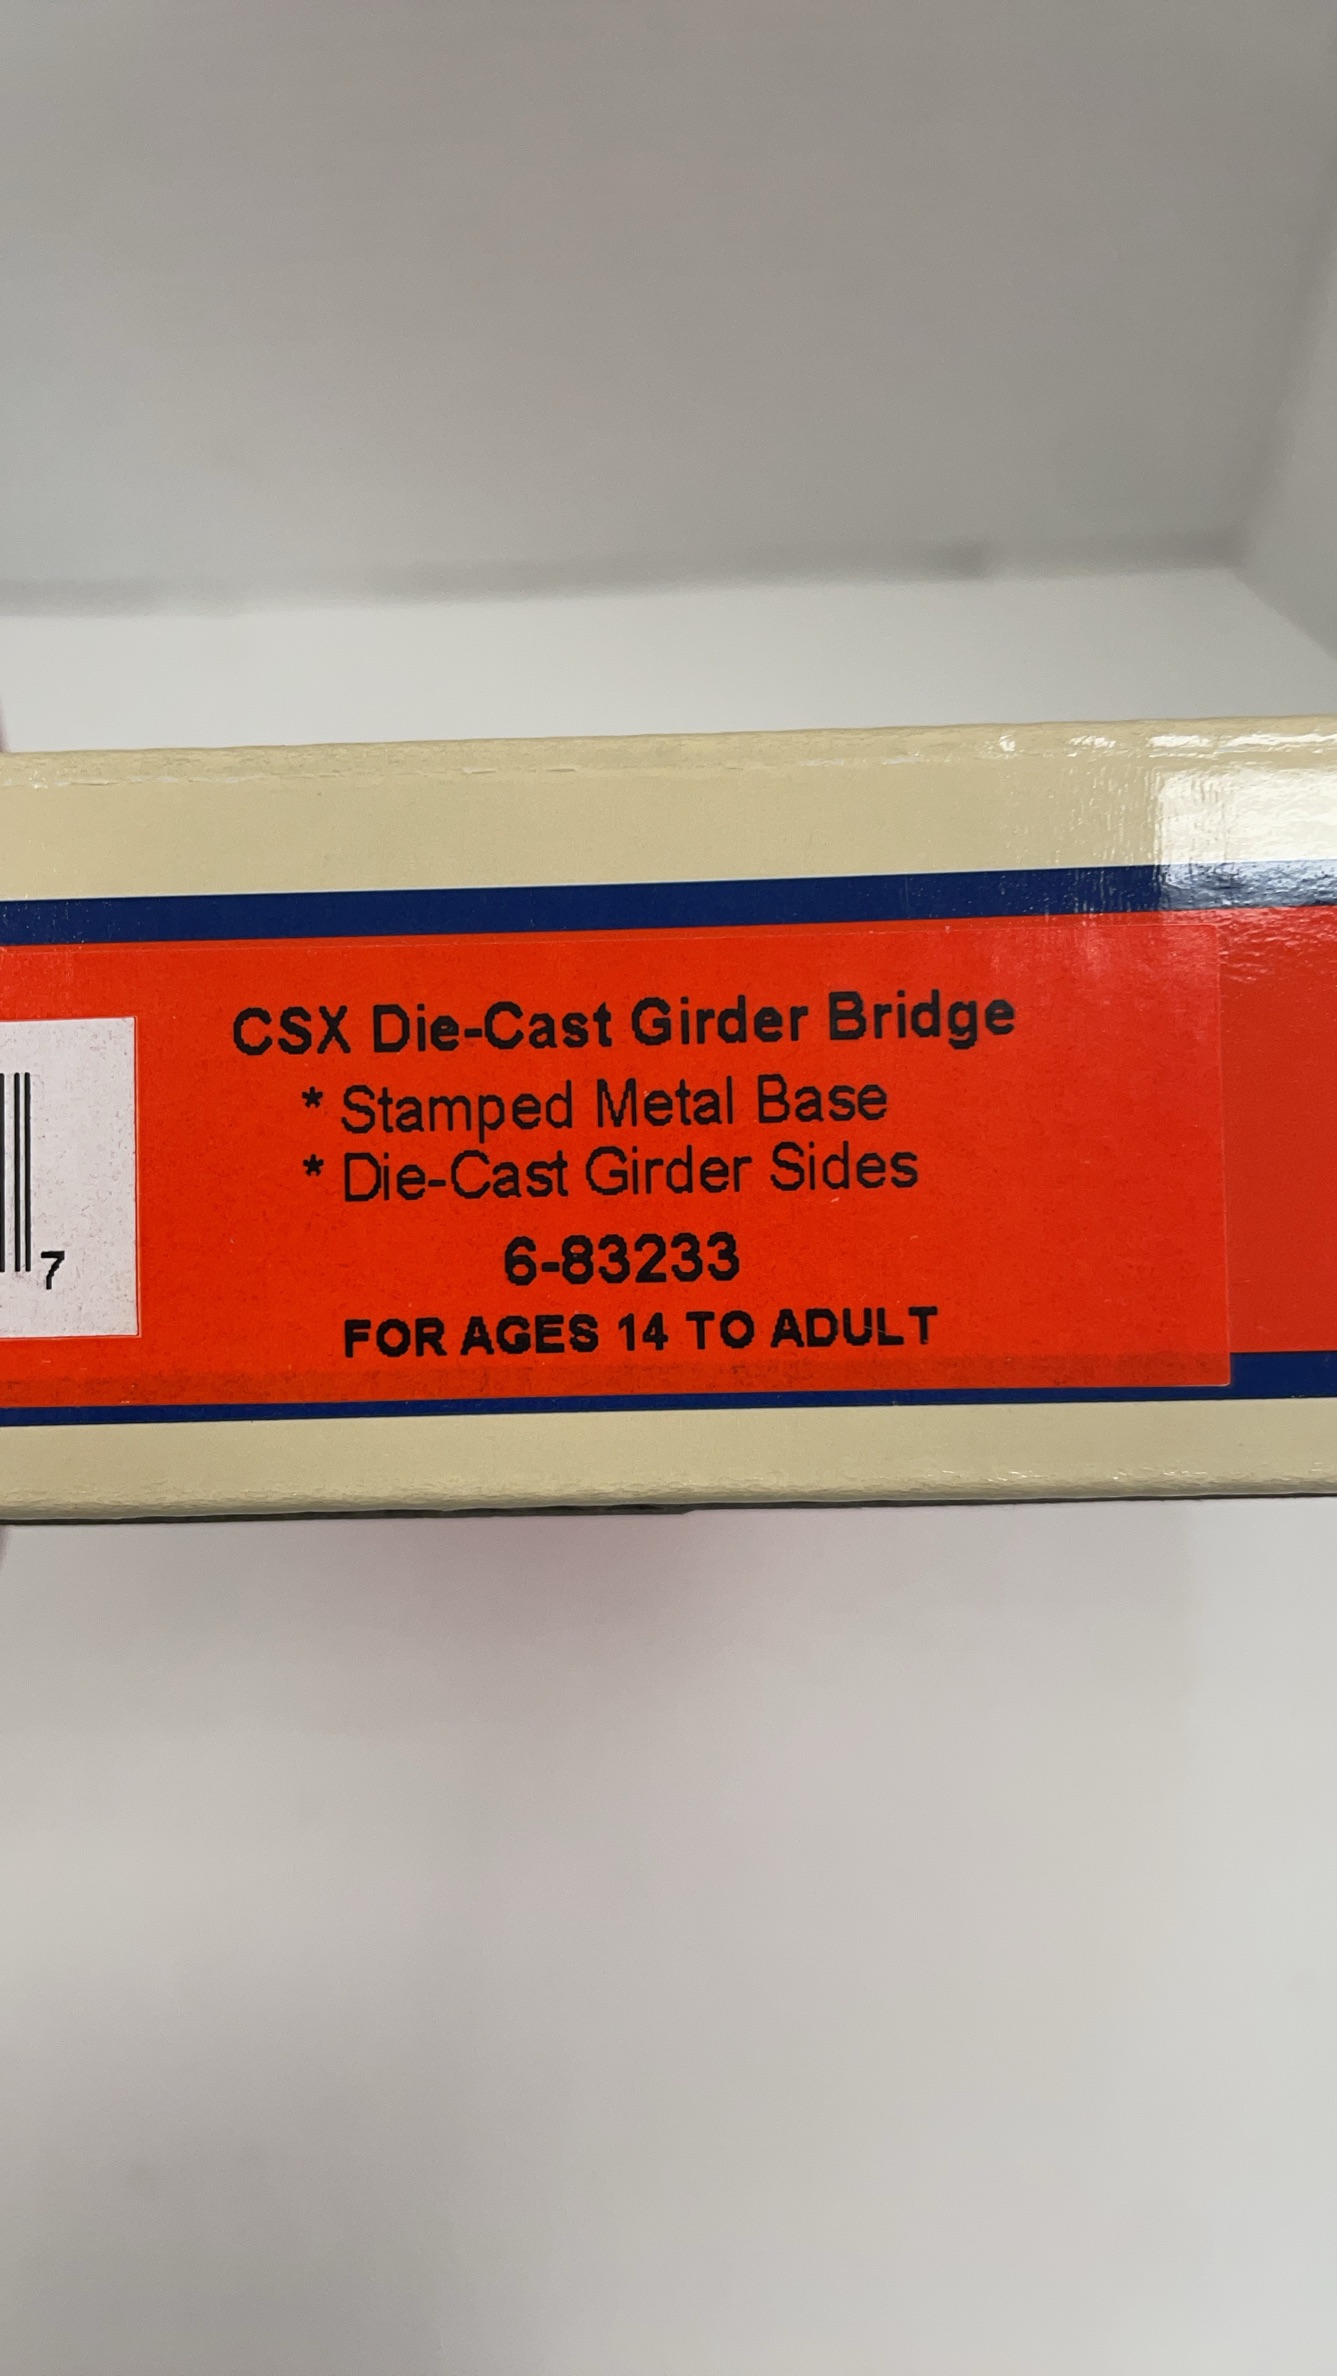 CSX Die-Cast Girder Bridge
* Stamped Metal Base
* Die-Cast Girder Sides
6-83233
FOR AGES 14 TO ADULT
7